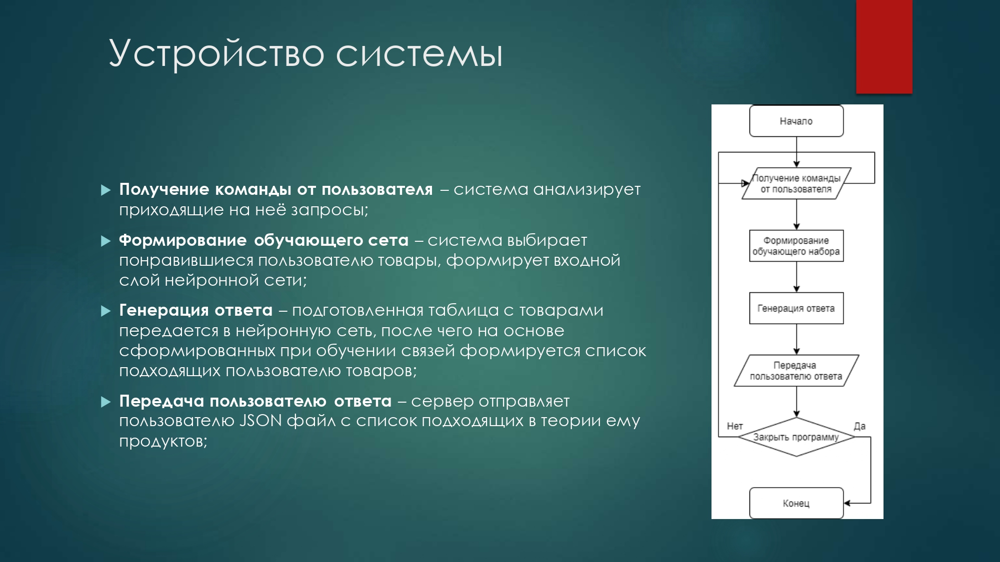 Устройство системы
Получение команды от пользователя – система анализирует
приходящие на неё запросы;
Формирование обучающего сета – система выбирает
понравившиеся пользователю товары, формирует входной
слой нейронной сети;
Генерация ответа – подготовленная таблица с товарами
передается в нейронную сеть, после чего на основе
сформированных при обучении связей формируется список
подходящих пользователю товаров;
Передача пользователю ответа – сервер отправляет
пользователю JSON файл с список подходящих в теории ему
продуктов;
Начало
Получение команды
от пользователя
Формирование
обучающего набора
Генерация ответа
Передача
пользователю ответа
Нет
Да
Закрыть программу
Конец